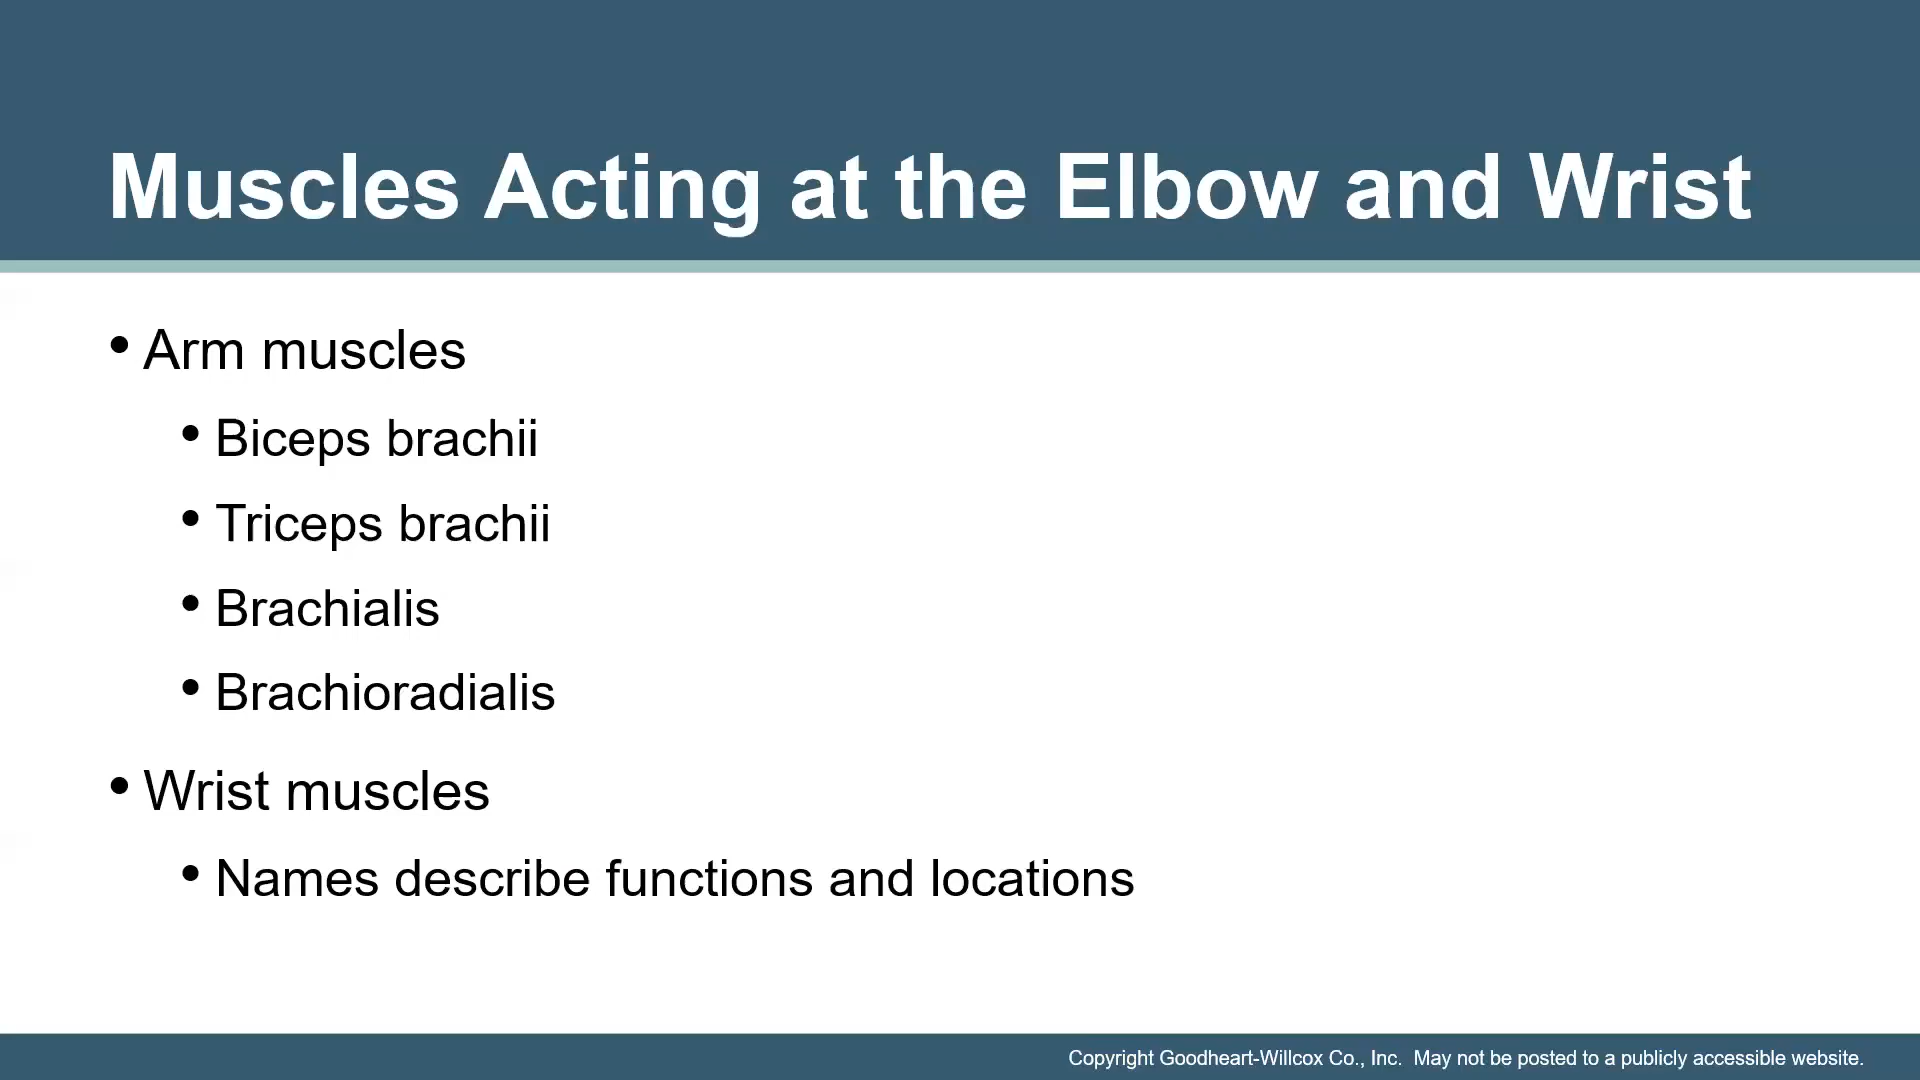 Muscles Acting at the Elbow and Wrist
• Arm muscles
• Biceps brachii
• Triceps brachii
• Brachialis
• Brachioradialis
• Wrist muscles
• Names describe functions and locations
Copyright Goodheart-Willcox Co., Inc.  May not be posted to a publicly accessible website.